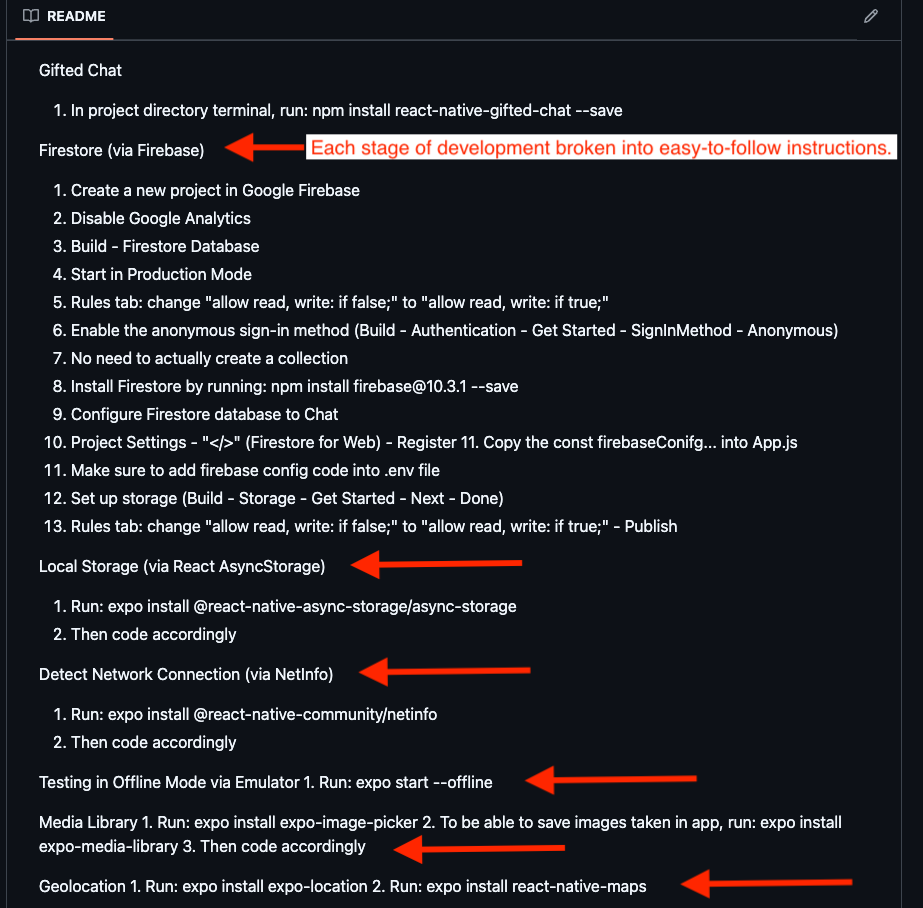 README
Gifted Chat
1. In project directory terminal, run: npm install react-native-gifted-chat --save
Firestore (via Firebase)
Each stage of development broken into easy-to-follow instructions.
1. Create a new project in Google Firebase
2. Disable Google Analytics
3. Build - Firestore Database
4. Start in Production Mode
5. Rules tab: change "allow read, write: if false;" to "allow read, write: if true;"
6. Enable the anonymous sign-in method (Build - Authentication - Get Started - SignInMethod - Anonymous)
7. No need to actually create a collection
8. Install Firestore by running: npm install firebase@10.3.1 --save
9. Configure Firestore database to Chat
10. Project Settings - "</>" (Firestore for Web) - Register 11. Copy the const firebaseConifg... into App.js
11. Make sure to add firebase config code into .env file
12. Set up storage (Build - Storage - Get Started - Next - Done)
13. Rules tab: change "allow read, write: if false;" to "allow read, write: if true;" - Publish
Local Storage (via React AsyncStorage)
1. Run: expo install @react-native-async-storage/async-storage
2. Then code accordingly
Detect Network Connection (via NetInfo)
1. Run: expo install @react-native-community/netinfo
2. Then code accordingly
Testing in Offline Mode via Emulator 1. Run: expo start --offline
Media Library 1. Run: expo install expo-image-picker 2. To be able to save images taken in app, run: expo install
expo-media-library 3. Then code accordingly
Geolocation 1. Run: expo install expo-location 2. Run: expo install react-native-maps